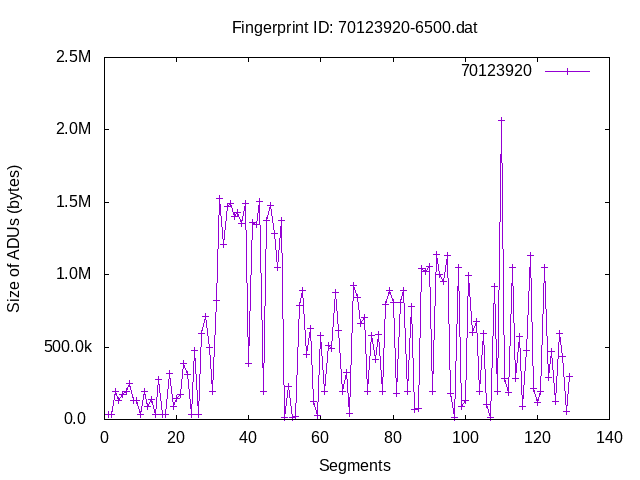 Fingerprint ID: 70123920-6500.dat
2.5M
70123920
2.0M
1.5M
1.0M
500.0k
0.0
Size of ADUs (bytes)
0 20 40 60 80 100 120 140
Segments